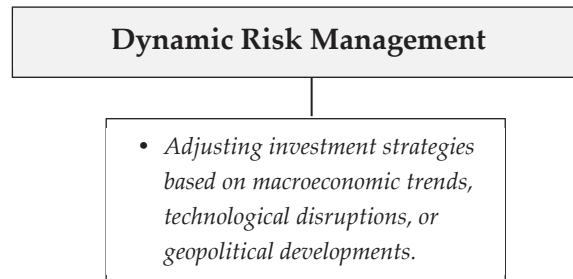 Dynamic Risk Management
• Adjusting investment strategies
based on macroeconomic trends,
technological disruptions, or
geopolitical developments.